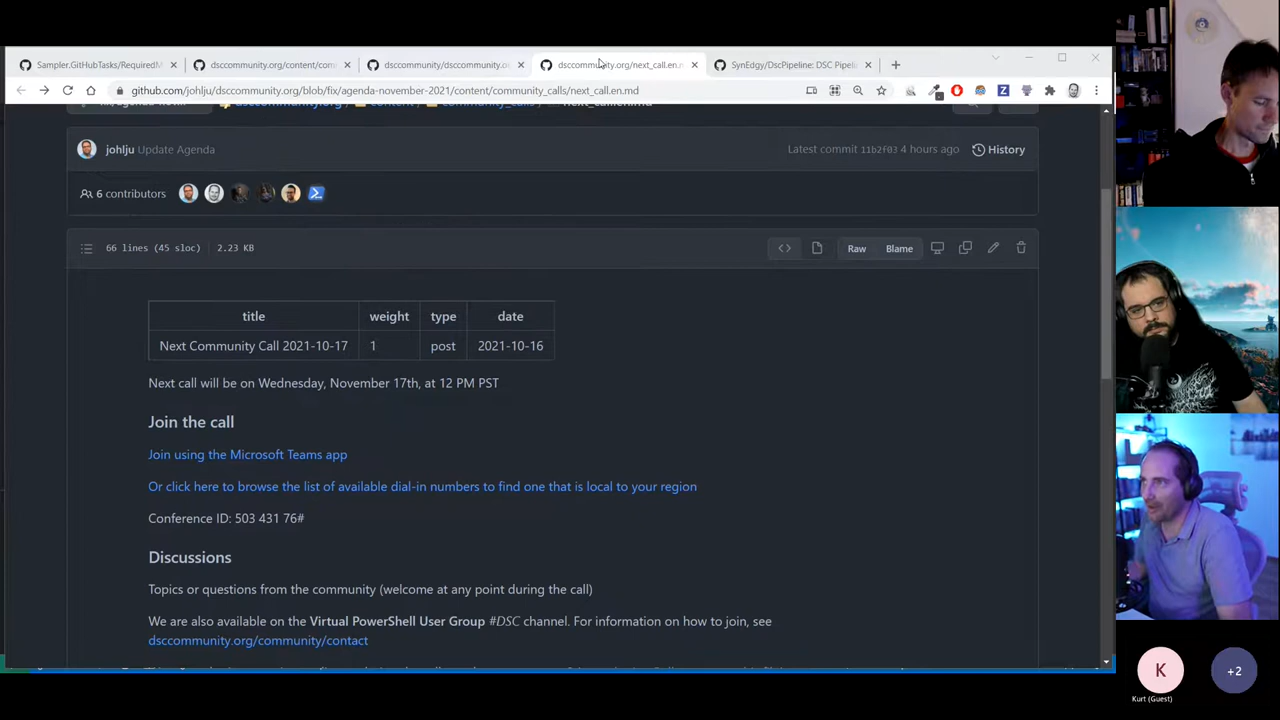 Sampler.GitHubTasks/RequiredM
dsccommunity.org/content/comm
dsccommunity/dsccommunity.o
dsccommunity.org/next_call.en.m
SynEdgy/DscPipeline: DSC Pipeli
github.com/johlju/dsccommunity.org/blob/fix/agenda-november-2021/content/community_calls/next_call.en.md
johlju Update Agenda
Latest commit 11b2f03 4 hours ago
History
6 contributors
66 lines (45 sloc)
2.23 KB
Raw
Blame
title weight type date
Next Community Call 2021-10-17 1 post 2021-10-16
Next call will be on Wednesday, November 17th, at 12 PM PST
Join the call
Join using the Microsoft Teams app
Or click here to browse the list of available dial-in numbers to find one that is local to your region
Conference ID: 503 431 76#
Discussions
Topics or questions from the community (welcome at any point during the call)
We are also available on the Virtual PowerShell User Group #DSC channel. For information on how to join, see
dsccommunity.org/community/contact
K
+2
Kurt (Guest)